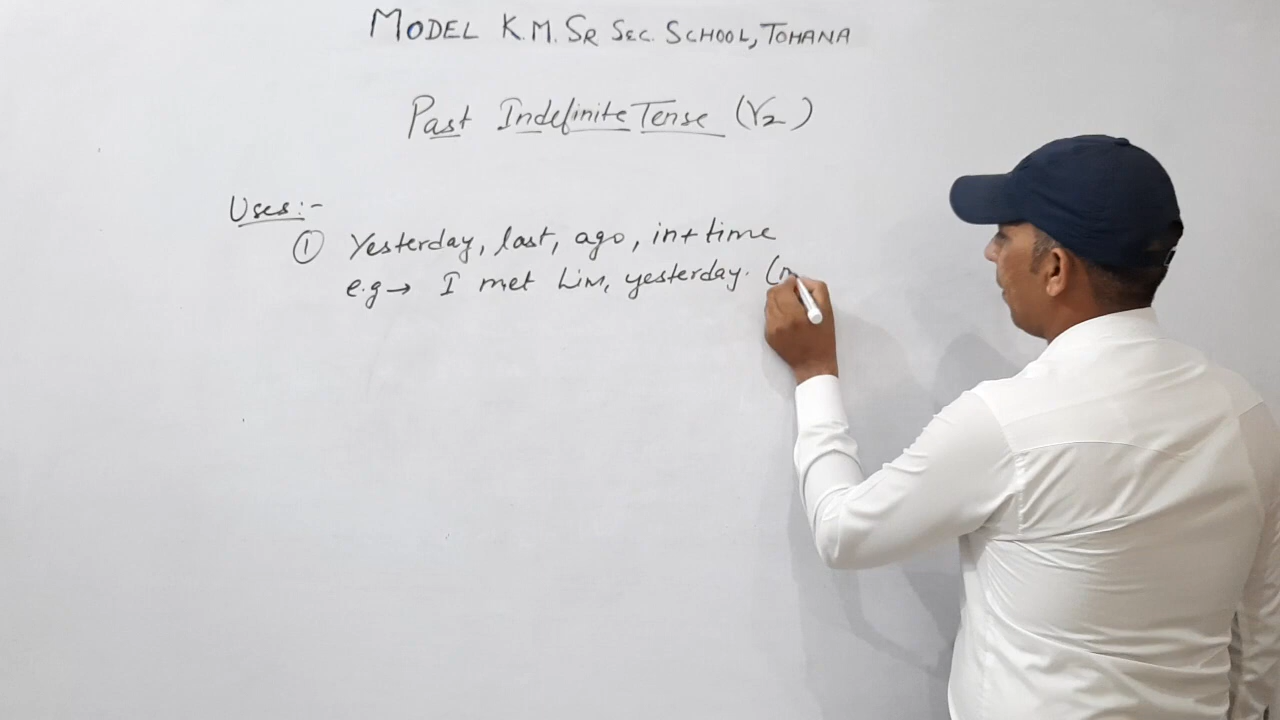 MODEL K.M. SR SEC. SCHOOL, TOHANA
Past Indefinite Tense (V2)
Uses:-
① Yesterday, last, ago, in+time
e.g→ I met him, yesterday. (m